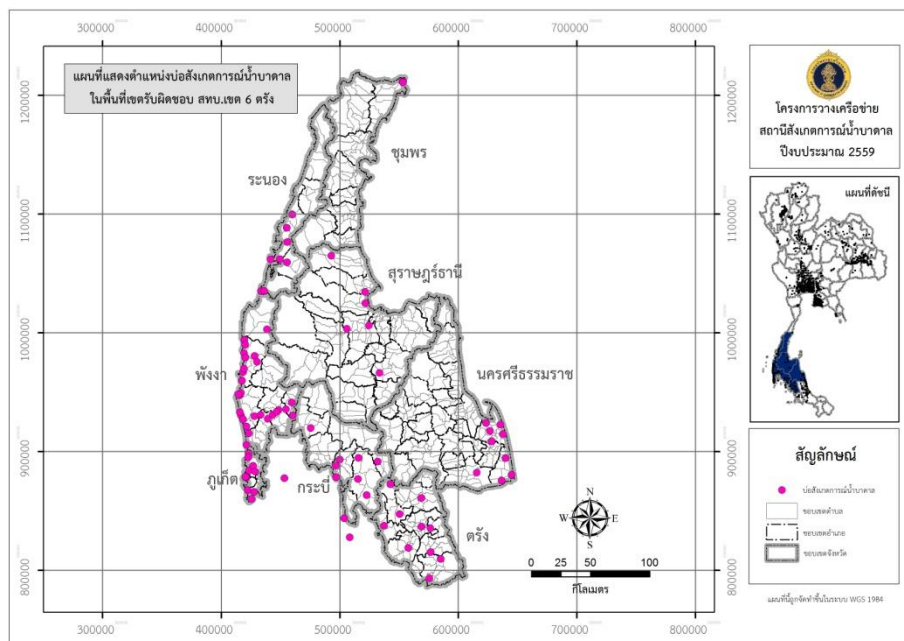 300000 400000 500000 600000 700000 800000
แผนที่แสดงตำแหน่งบ่อสังเกตการณ์น้ำบาดาล
ในพื้นที่เขตรับผิดชอบ สทบ.เขต 6 ตรัง
โครงการวางเครือข่าย
สถานีสังเกตการณ์น้ำบาดาล
ปีงบประมาณ 2559
1200000
1200000
ชุมพร
ระนอง
แผนที่ดัชนี
1100000
1100000
สุราษฎร์ธานี
1000000
1000000
พังงา
นครศรีธรรมราช
900000
900000
ภูเก็ต
กระบี่
ตรัง
N
W E
S
0 25 50 100
กิโลเมตร
800000
800000
สัญลักษณ์
บ่อสังเกตการณ์น้ำบาดาล
ขอบเขตตำบล
ขอบเขตอำเภอ
ขอบเขตจังหวัด
แผนที่นี้ถูกจัดทำขึ้นในระบบ WGS 1984
300000 400000 500000 600000 700000 800000